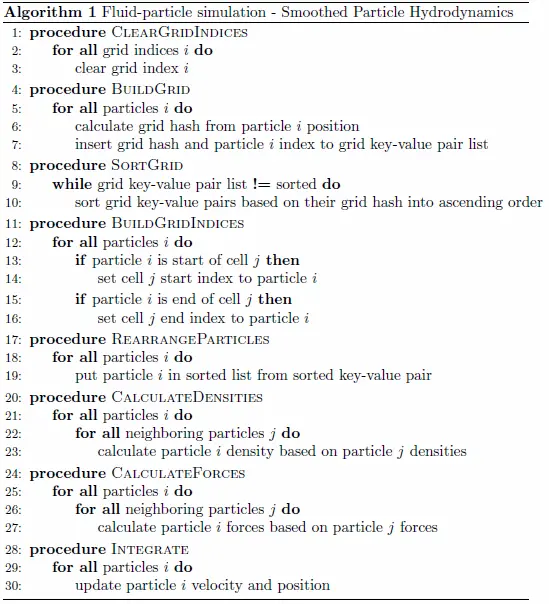 Algorithm 1 Fluid-particle simulation - Smoothed Particle Hydrodynamics
1: procedure ClearGridIndices
2: for all grid indices i do
3: clear grid index i
4: procedure BuildGrid
5: for all particles i do
6: calculate grid hash from particle i position
7: insert grid hash and particle i index to grid key-value pair list
8: procedure SortGrid
9: while grid key-value pair list != sorted do
10: sort grid key-value pairs based on their grid hash into ascending order
11: procedure BuildGridIndices
12: for all particles i do
13: if particle i is start of cell j then
14: set cell j start index to particle i
15: if particle i is end of cell j then
16: set cell j end index to particle i
17: procedure RearrangeParticles
18: for all particles i do
19: put particle i in sorted list from sorted key-value pair
20: procedure CalculateDensities
21: for all particles i do
22: for all neighboring particles j do
23: calculate particle i density based on particle j densities
24: procedure CalculateForces
25: for all particles i do
26: for all neighboring particles j do
27: calculate particle i forces based on particle j forces
28: procedure Integrate
29: for all particles i do
30: update particle i velocity and position